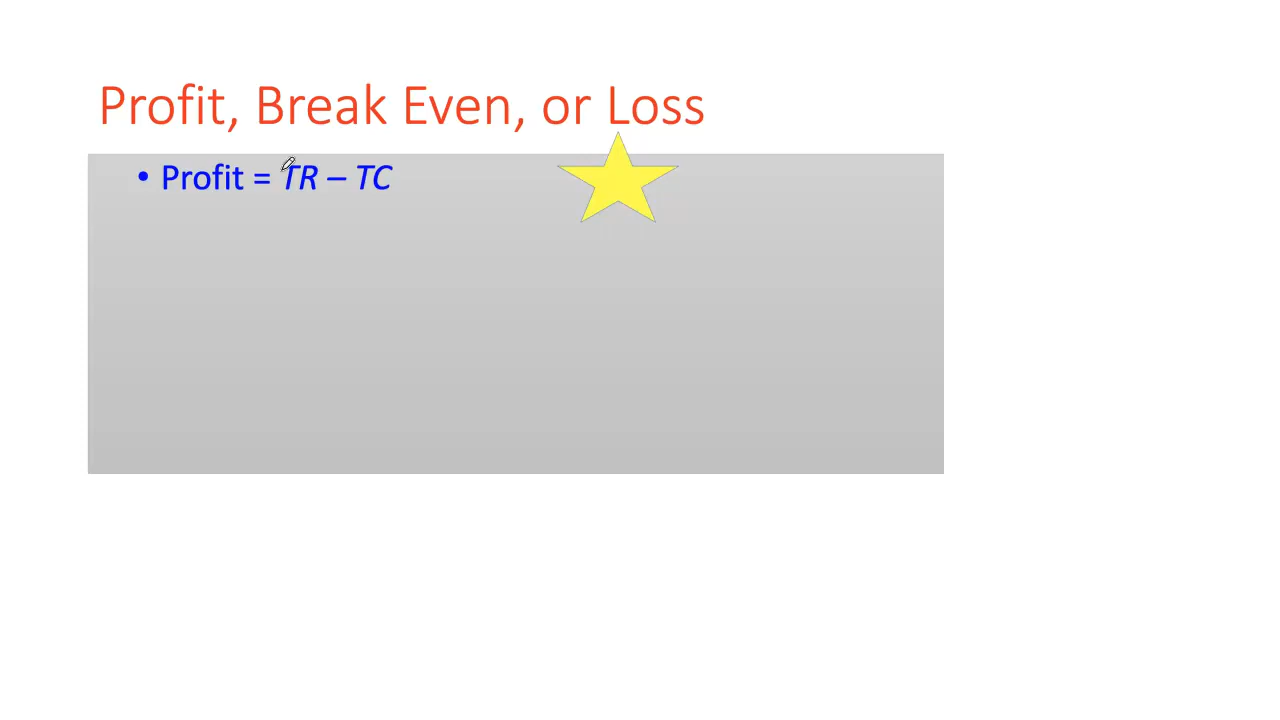 Profit, Break Even, or Loss
• Profit = TR – TC